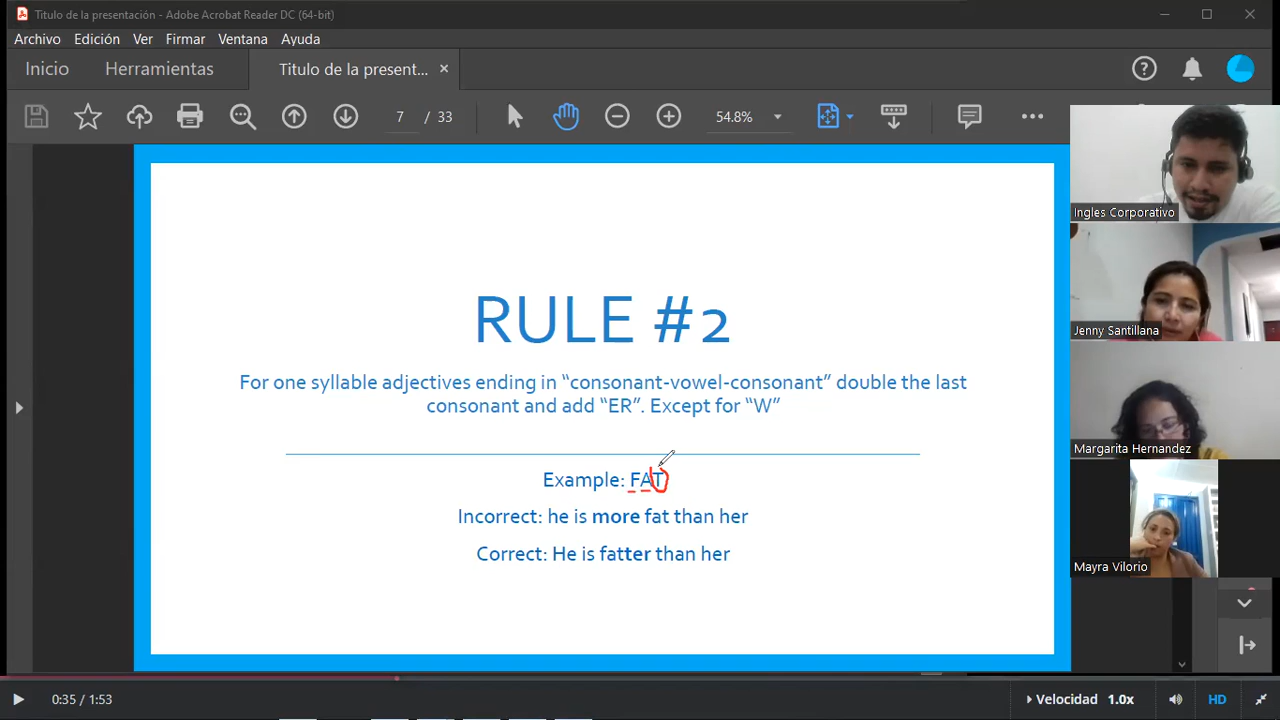 Titulo de la presentación - Adobe Acrobat Reader DC (64-bit)
Archivo Edición Ver Firmar Ventana Ayuda
Inicio Herramientas Titulo de la present... ×
7 / 33 54.8%
Ingles Corporativo
Jenny Santillana
Margarita Hernandez
Mayra Vilorio
RULE #2
For one syllable adjectives ending in “consonant-vowel-consonant” double the last
consonant and add “ER”. Except for “W”
Example: FAT
Incorrect: he is more fat than her
Correct: He is fatter than her
0:35 / 1:53 Velocidad 1.0x HD